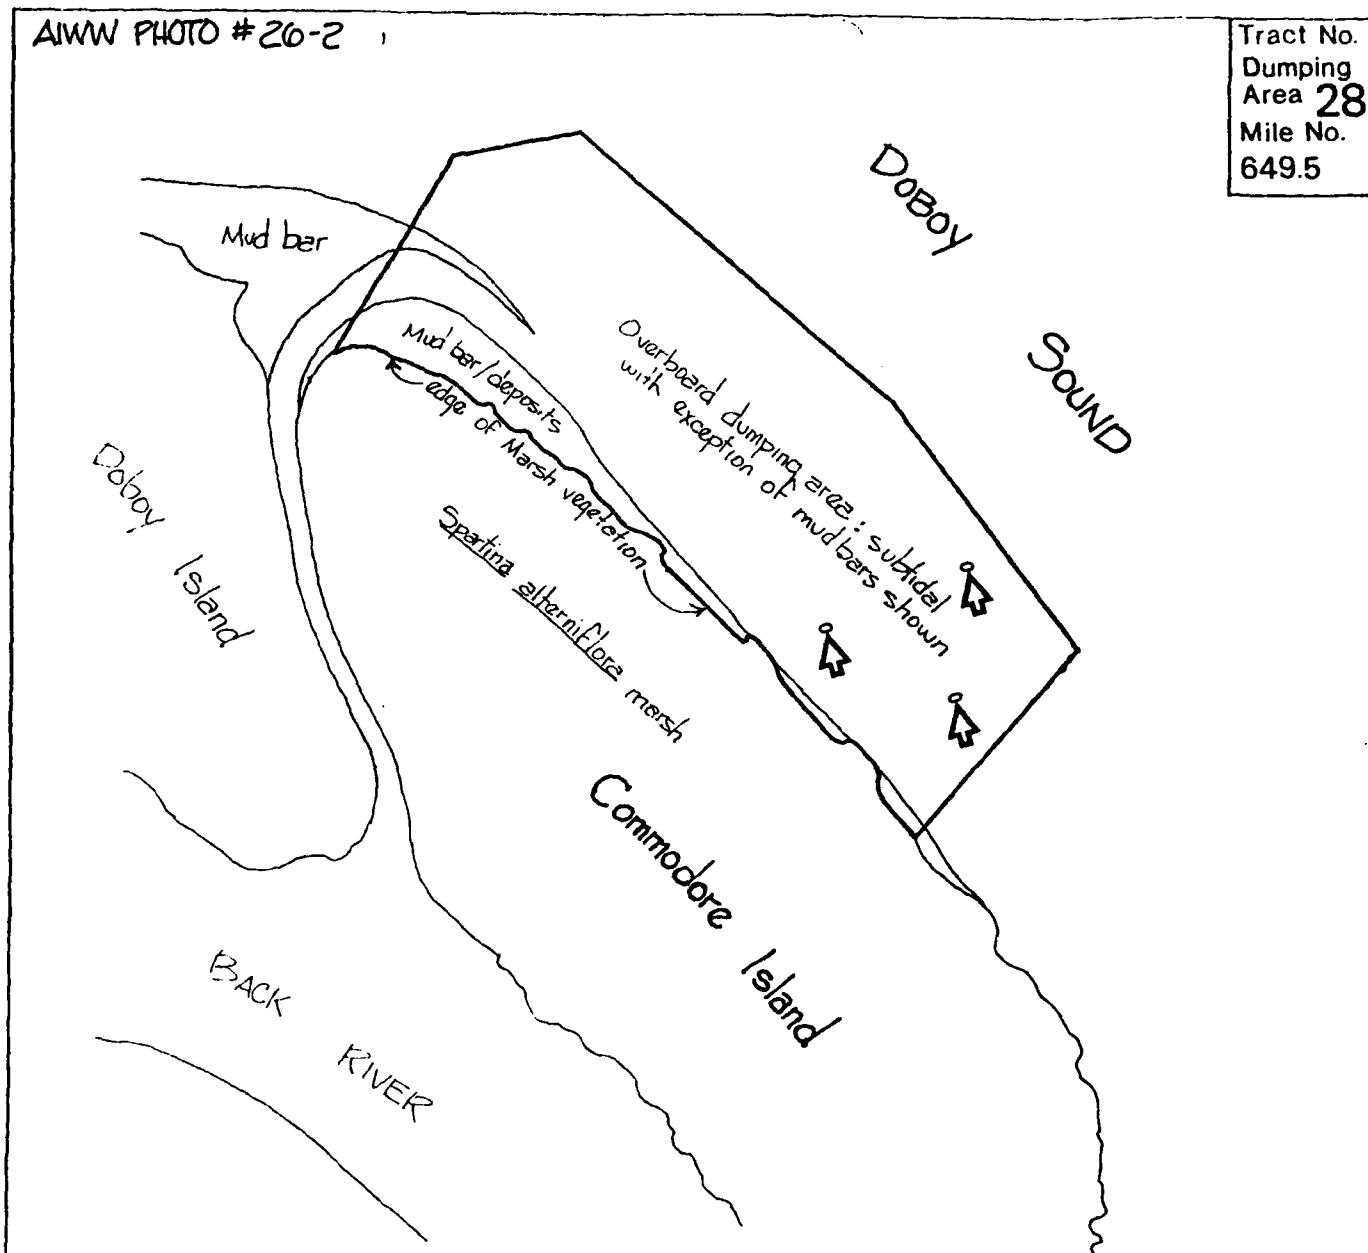 AIWW PHOTO #26-2
Tract No.
Dumping
Area 28
Mile No.
649.5
DOBOY
SOUND
Mud bar
Mud bar/deposits
edge of Marsh vegetation
Overboard dumping area: subtidal
with exception of mudbars shown
Spartina alterniflora marsh
Doboy
Island
Commodore
Island
BACK
RIVER